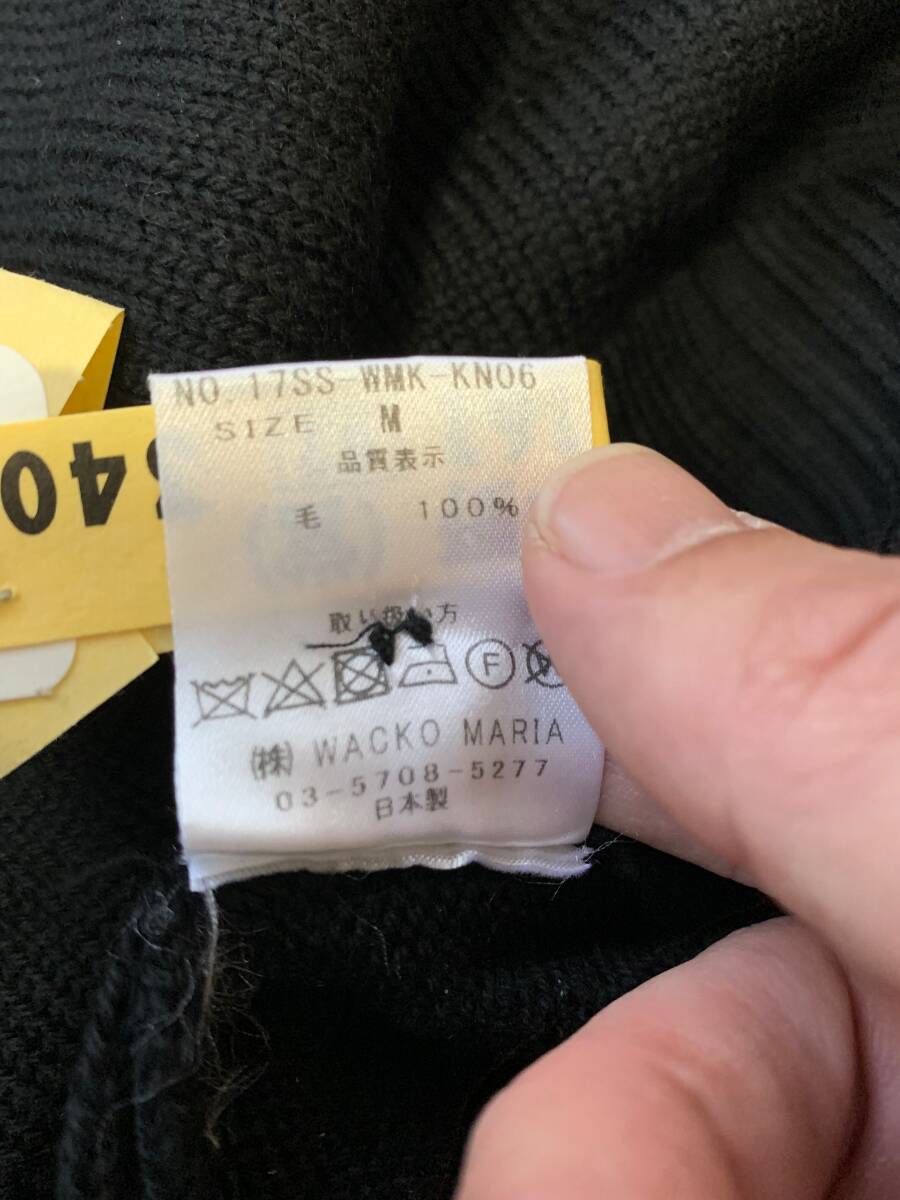 NO. 17SS-WMK-KN06
SIZE M
品質表示
毛 100%
取り扱い方
F
(株) WACKO MARIA
03-5708-5277
日本製
340